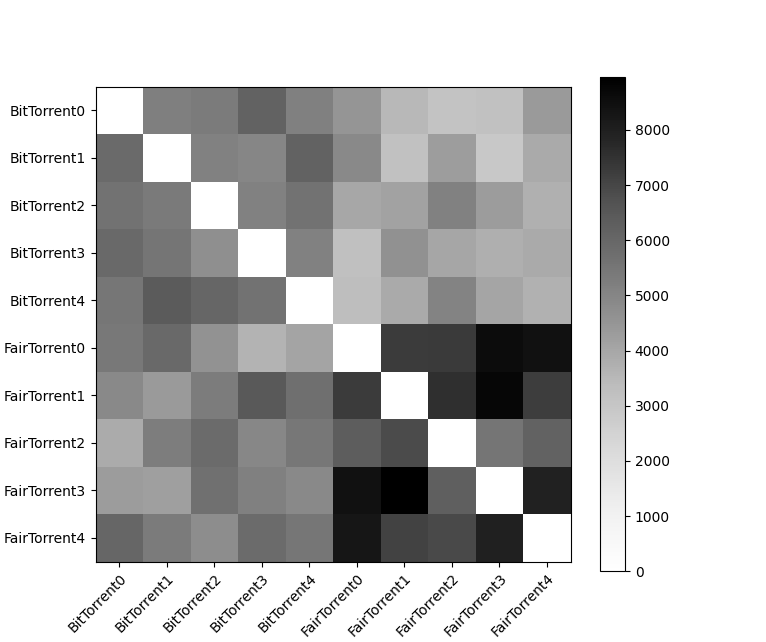 BitTorrent0
BitTorrent1
BitTorrent2
BitTorrent3
BitTorrent4
FairTorrent0
FairTorrent1
FairTorrent2
FairTorrent3
FairTorrent4
BitTorrent0
BitTorrent1
BitTorrent2
BitTorrent3
BitTorrent4
FairTorrent0
FairTorrent1
FairTorrent2
FairTorrent3
FairTorrent4
8000
7000
6000
5000
4000
3000
2000
1000
0